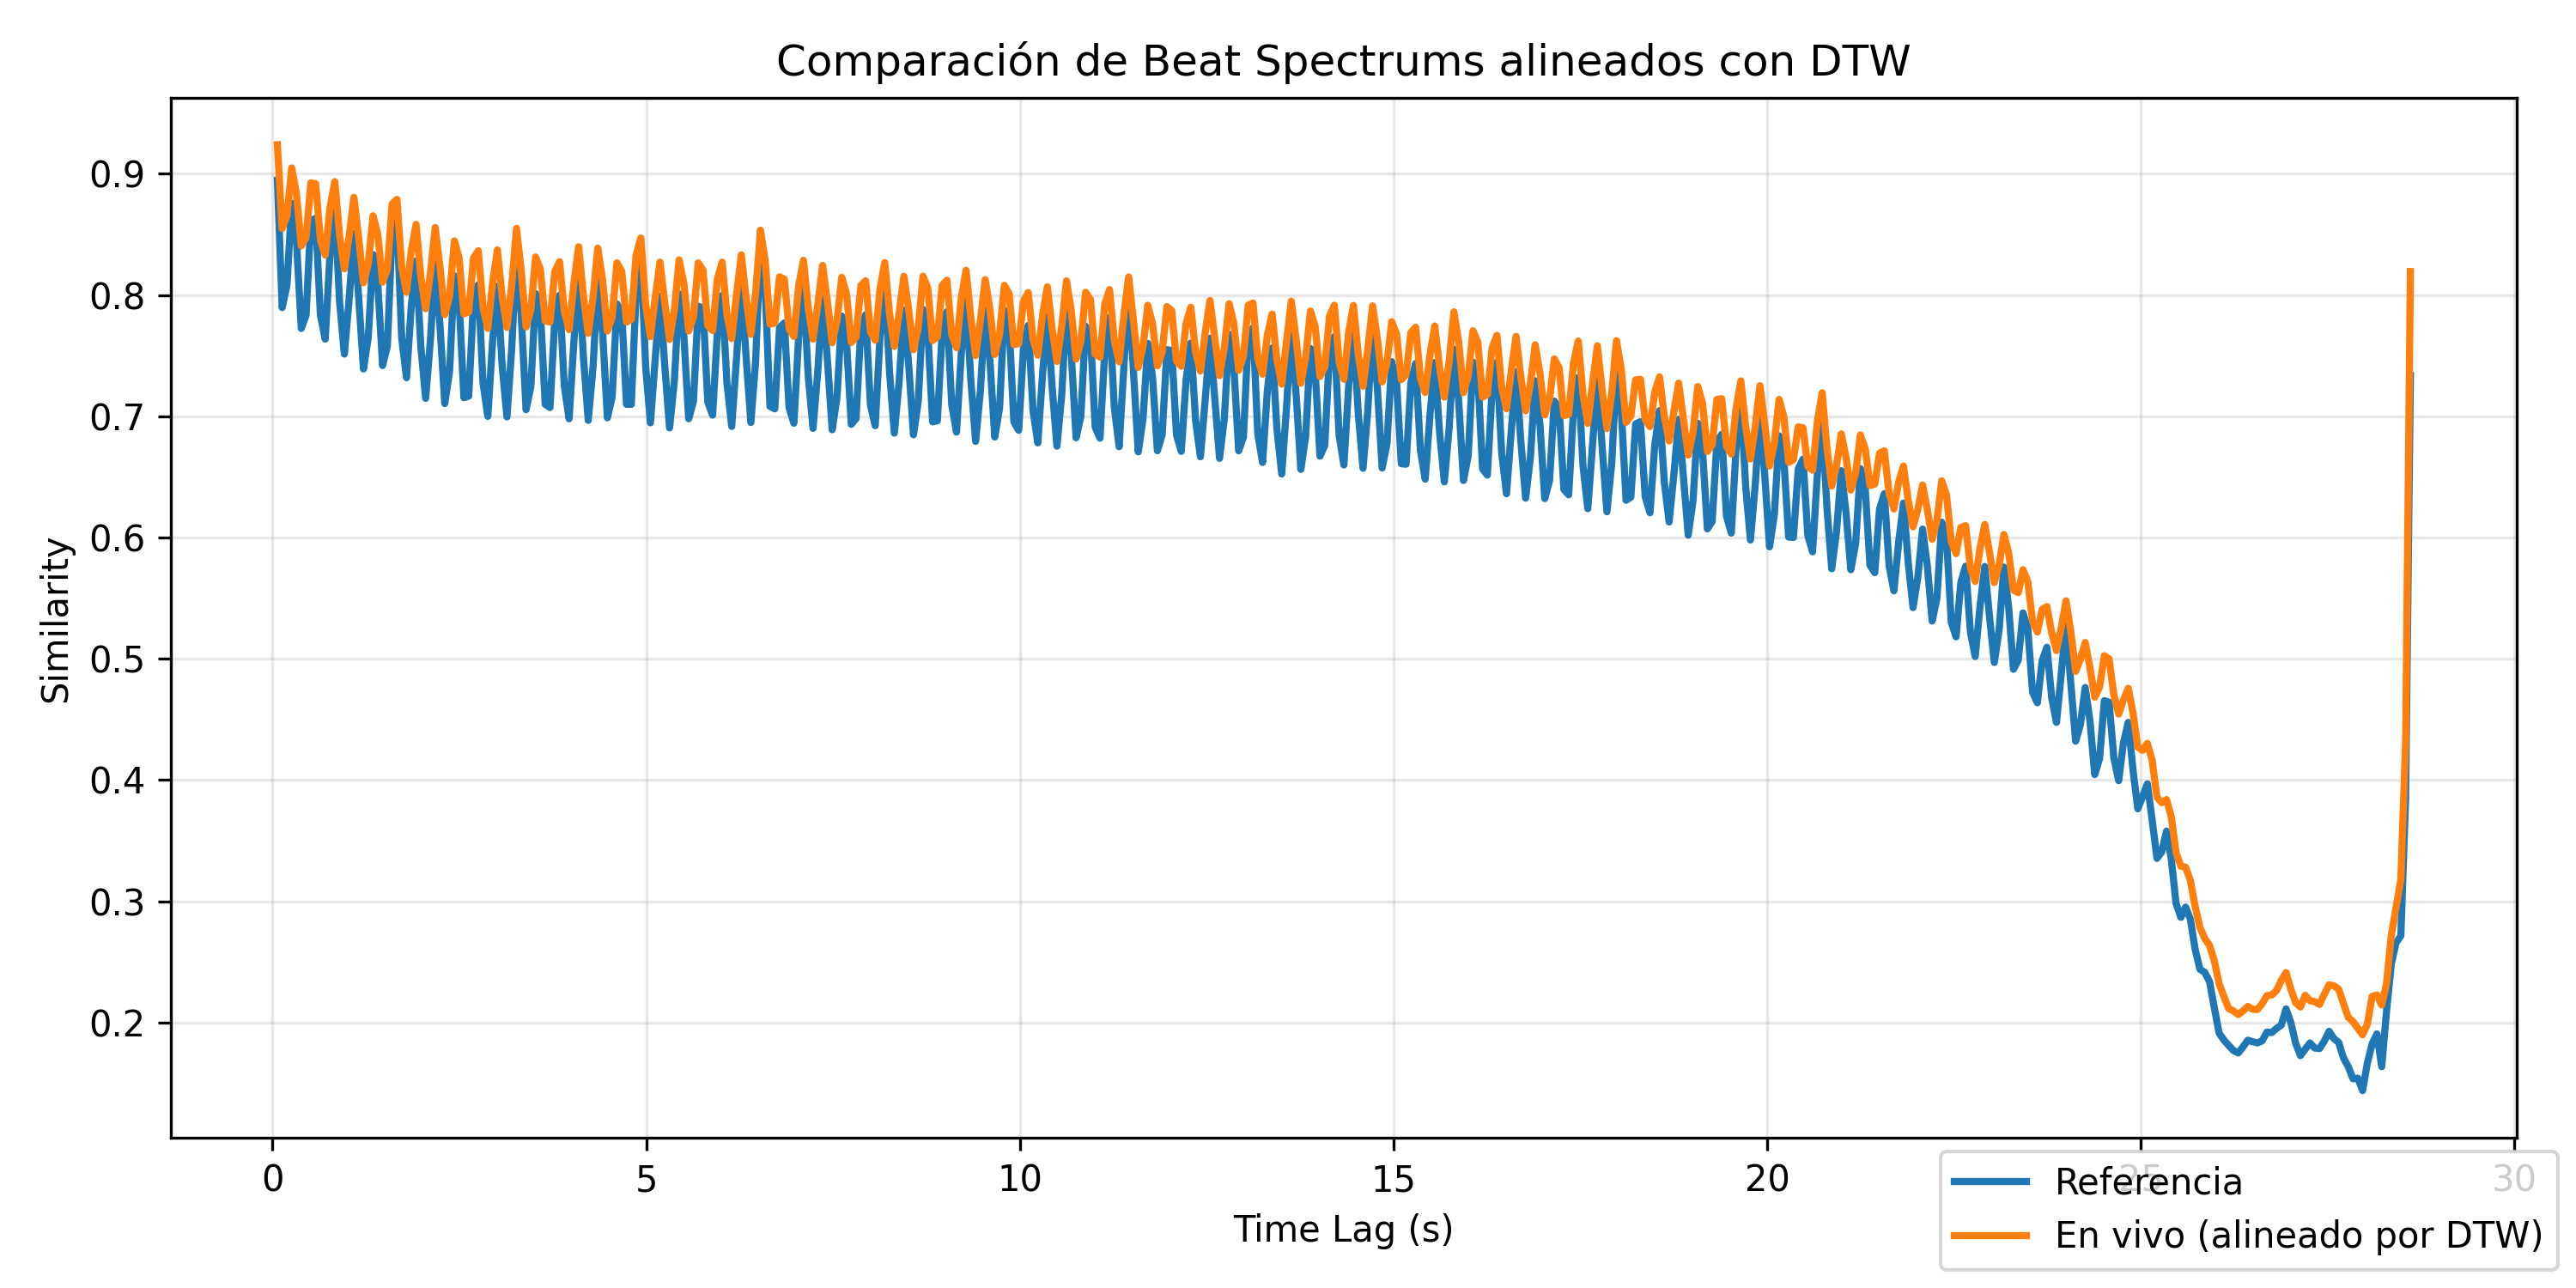 Comparación de Beat Spectrums alineados con DTW
Similarity
0.9
0.8
0.7
0.6
0.5
0.4
0.3
0.2
0 5 10 15 20 25 30
Time Lag (s)
Referencia
En vivo (alineado por DTW)